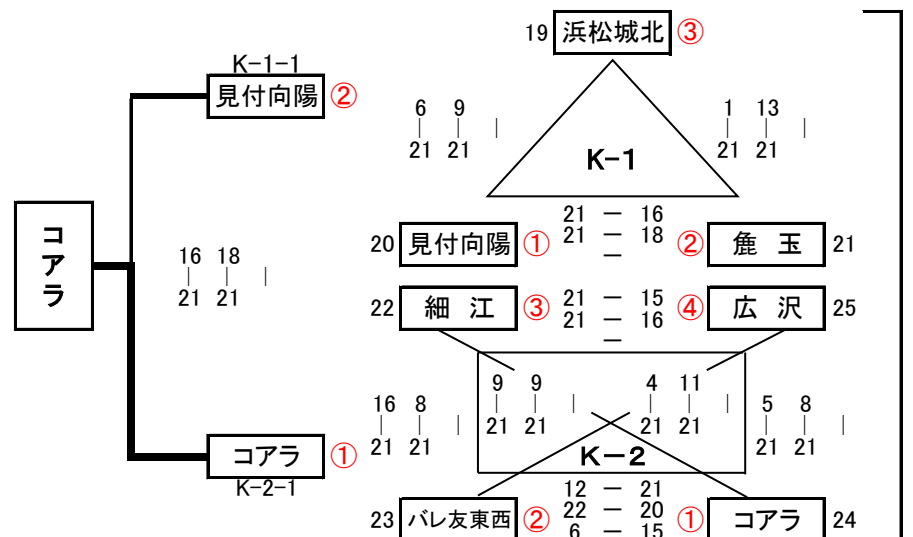 19 浜松城北 ③
K-1-1
見付向陽 ②
6 9
| | |
21 21
1 13
| | |
21 21
K-1
コアラ
16 18
| | |
21 21
21 － 16
21 － 18
－
20 見付向陽 ①
② 麁 玉 21
22 細 江 ③
21 － 15
21 － 16
－
④ 広 沢 25
16 8
| | |
21 21
9 9
| | |
21 21
4 11
| | |
21 21
5 8
| | |
21 21
K-2
コアラ ①
K-2-1
12 － 21
22 － 20
6 － 15
23 バレ友東西 ②
① コアラ 24